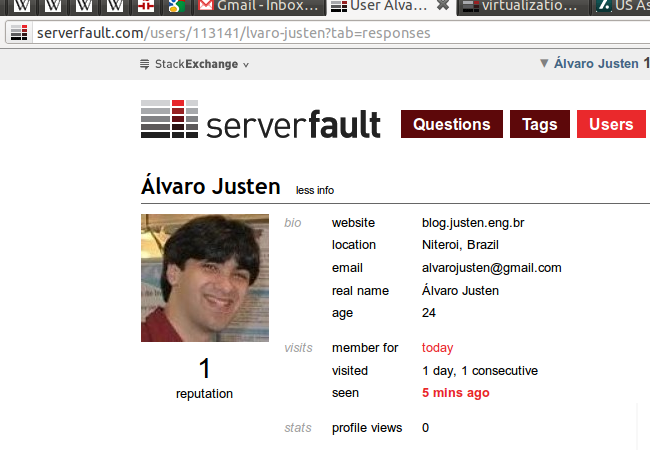 W W W W Gmail - Inbox... User Alva... virtualizatio... US As
serverfault.com/users/113141/lvaro-justen?tab=responses
StackExchange Álvaro Justen 1
serverfault Questions Tags Users
Álvaro Justen less info
bio website blog.justen.eng.br
location Niteroi, Brazil
email alvarojusten@gmail.com
real name Álvaro Justen
age 24
1
reputation
visits member for today
visited 1 day, 1 consecutive
seen 5 mins ago
stats profile views 0